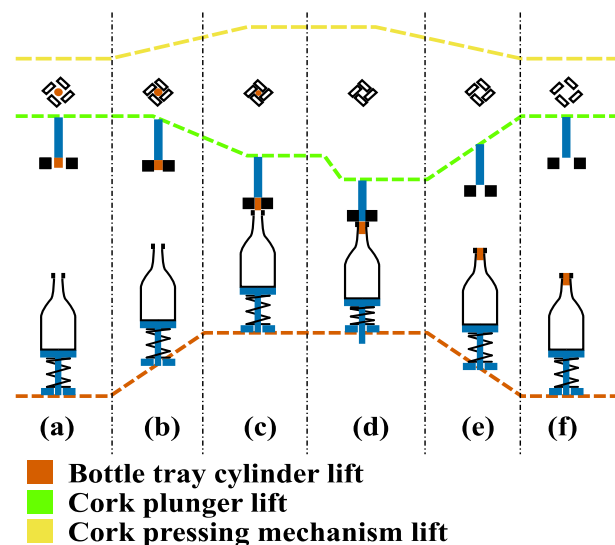 (a) (b) (c) (d) (e) (f)
Bottle tray cylinder lift
Cork plunger lift
Cork pressing mechanism lift